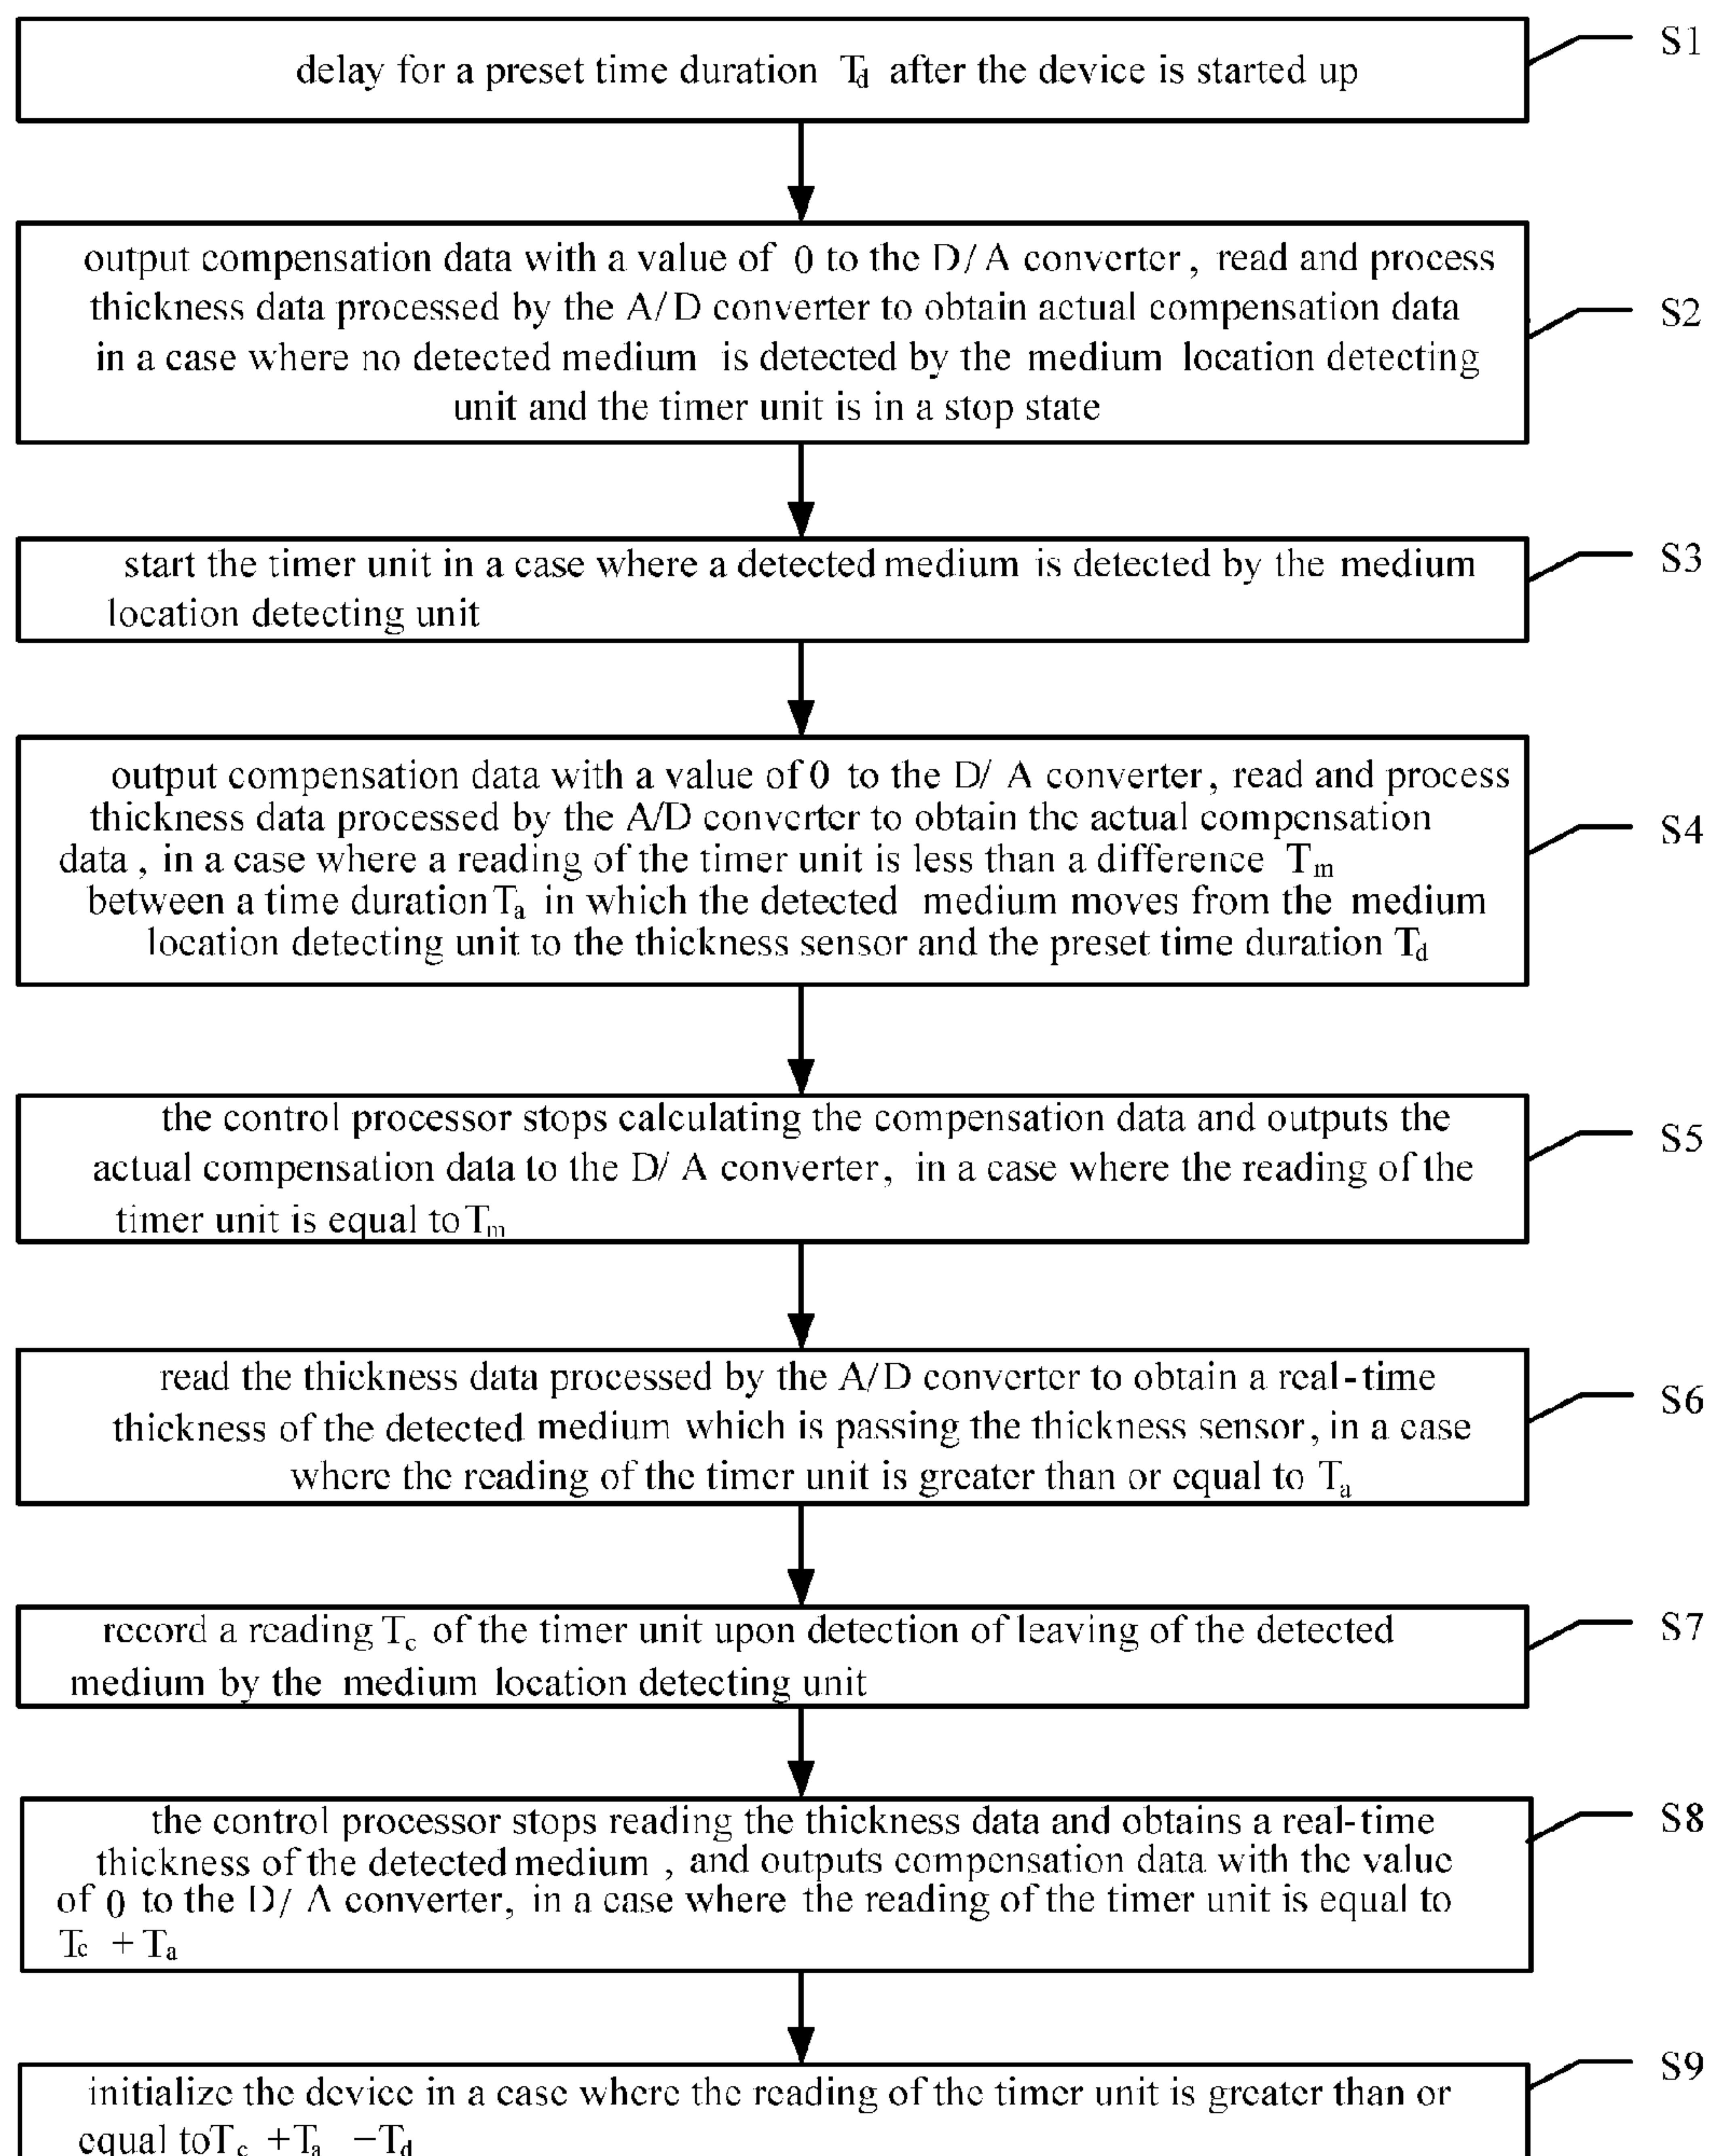 delay for a preset time duration Td after the device is started up
S1
output compensation data with a value of 0 to the D/A converter, read and process
thickness data processed by the A/D converter to obtain actual compensation data
in a case where no detected medium is detected by the medium location detecting
unit and the timer unit is in a stop state
S2
start the timer unit in a case where a detected medium is detected by the medium
location detecting unit
S3
output compensation data with a value of 0 to the D/A converter, read and process
thickness data processed by the A/D converter to obtain the actual compensation
data, in a case where a reading of the timer unit is less than a difference Tm
between a time duration Ta in which the detected medium moves from the medium
location detecting unit to the thickness sensor and the preset time duration Td
S4
the control processor stops calculating the compensation data and outputs the
actual compensation data to the D/A converter, in a case where the reading of the
timer unit is equal to Tm
S5
read the thickness data processed by the A/D converter to obtain a real-time
thickness of the detected medium which is passing the thickness sensor, in a case
where the reading of the timer unit is greater than or equal to Ta
S6
record a reading Tc of the timer unit upon detection of leaving of the detected
medium by the medium location detecting unit
S7
the control processor stops reading the thickness data and obtains a real-time
thickness of the detected medium, and outputs compensation data with the value
of 0 to the D/A converter, in a case where the reading of the timer unit is equal to
Tc + Ta
S8
initialize the device in a case where the reading of the timer unit is greater than or
equal to Tc + Ta − Td
S9